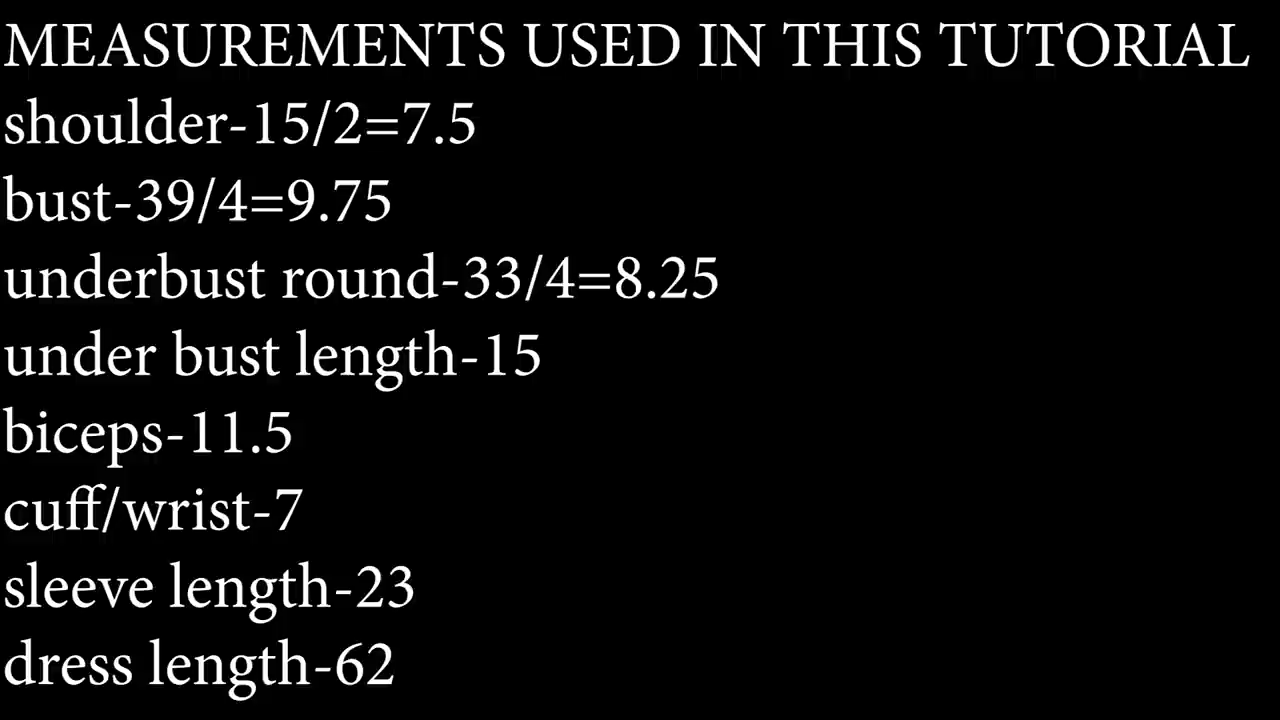 MEASUREMENTS USED IN THIS TUTORIAL
shoulder-15/2=7.5
bust-39/4=9.75
underbust round-33/4=8.25
under bust length-15
biceps-11.5
cuff/wrist-7
sleeve length-23
dress length-62